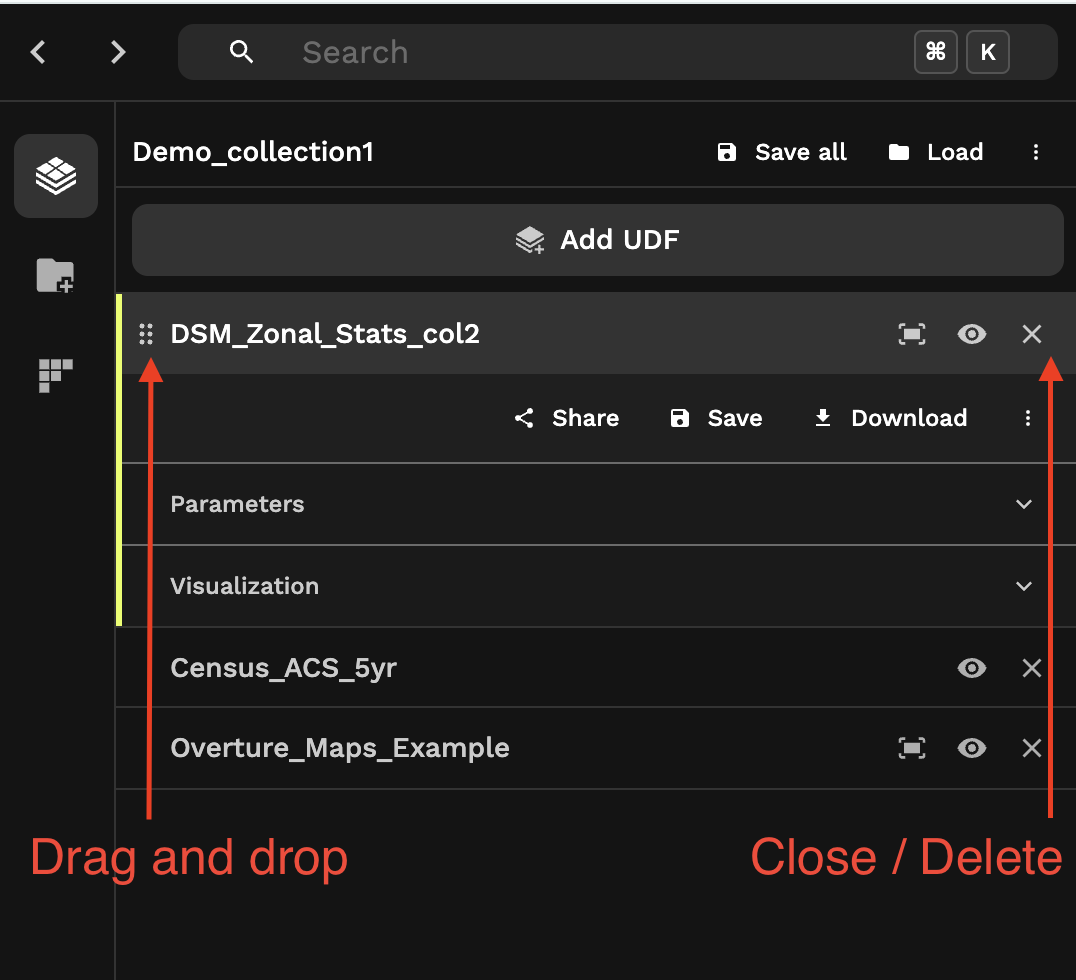 Search ⌘ K
Demo_collection1 Save all Load
Add UDF
DSM_Zonal_Stats_col2
Share Save Download
Parameters
Visualization
Census_ACS_5yr
Overture_Maps_Example
Drag and drop Close / Delete